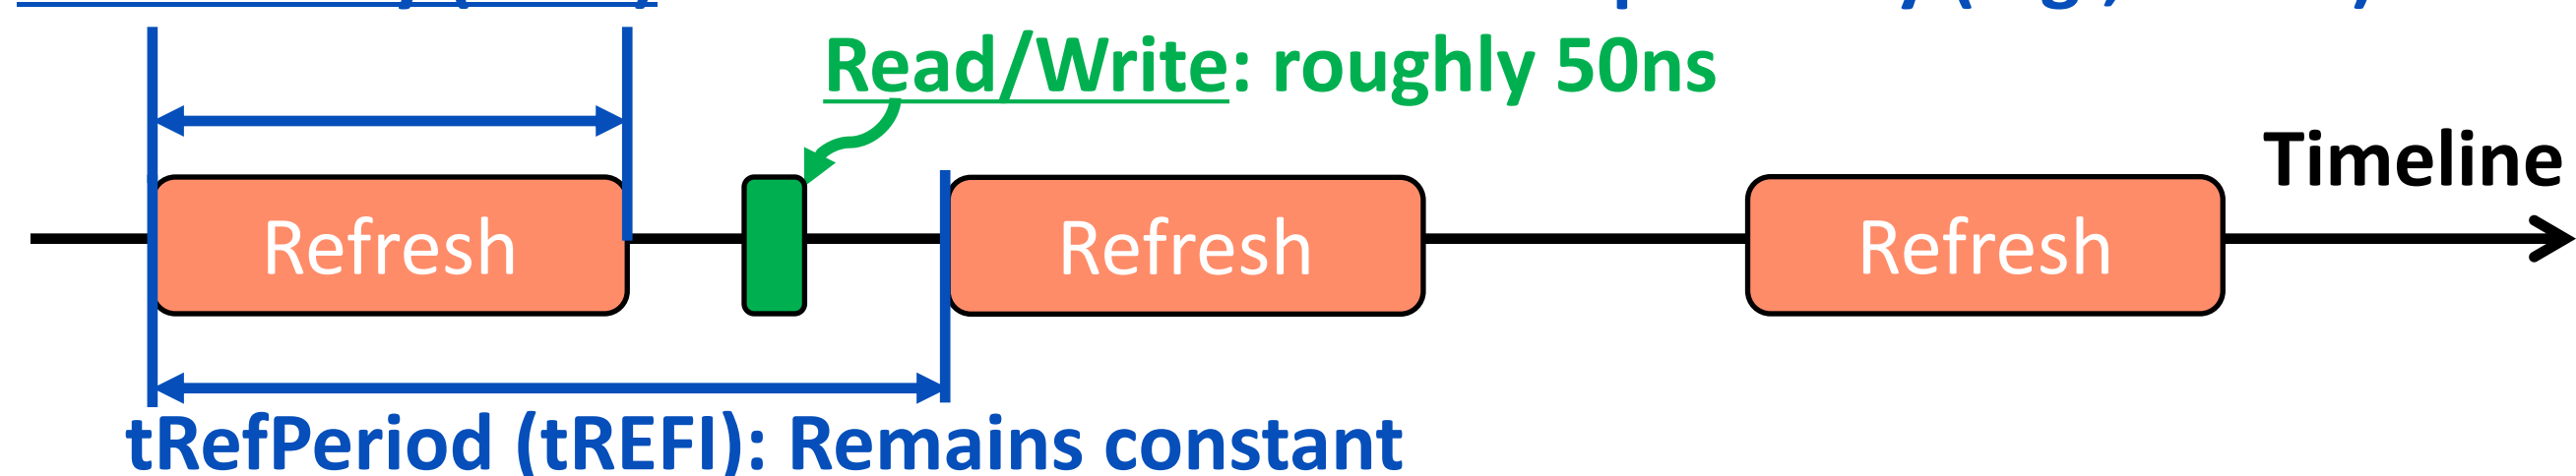 Read/Write: roughly 50ns
Timeline
Refresh Refresh Refresh
tRefPeriod (tREFI): Remains constant